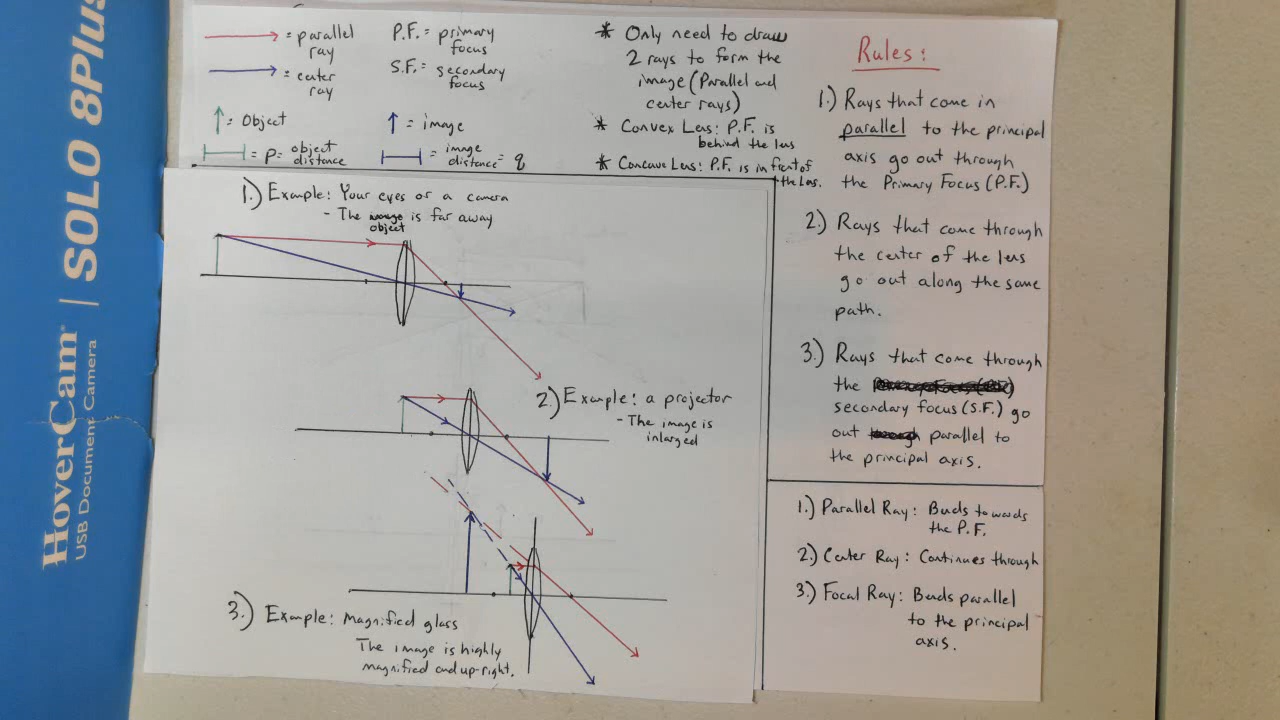 HoverCam® | SOLO 8Plus
USB Document Camera
= parallel
ray
= center
ray
= Object
= p = object
distance
P.F. = primary
focus
S.F. = secondary
focus
= image
= image
distance = q
* Only need to draw
2 rays to form the
image (Parallel and
center rays)
* Convex Lens: P.F. is
behind the lens
* Concave Lens: P.F. is in front of
the Lens.
Rules:
1.) Rays that come in
parallel to the principal
axis go out through
the Primary Focus (P.F.)
2.) Rays that come through
the center of the lens
go out along the same
path.
3.) Rays that come through
the
secondary focus (S.F.) go
out parallel to
the principal axis.
1.) Parallel Ray: Bends towards
the P.F.
2.) Center Ray: Continues through
3.) Focal Ray: Bends parallel
to the principal
axis.
1.) Example: Your eyes or a camera
- The object is far away
2.) Example: a projector
- The image is
inlarged
3.) Example: magnified glass
The image is highly
magnified and up-right.